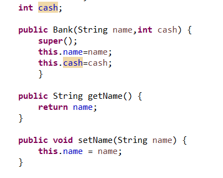 int cash;
public Bank(String name,int cash) {
super();
this.name=name;
this.cash=cash;
}
public String getName() {
return name;
}
public void setName(String name) {
this.name = name;
}